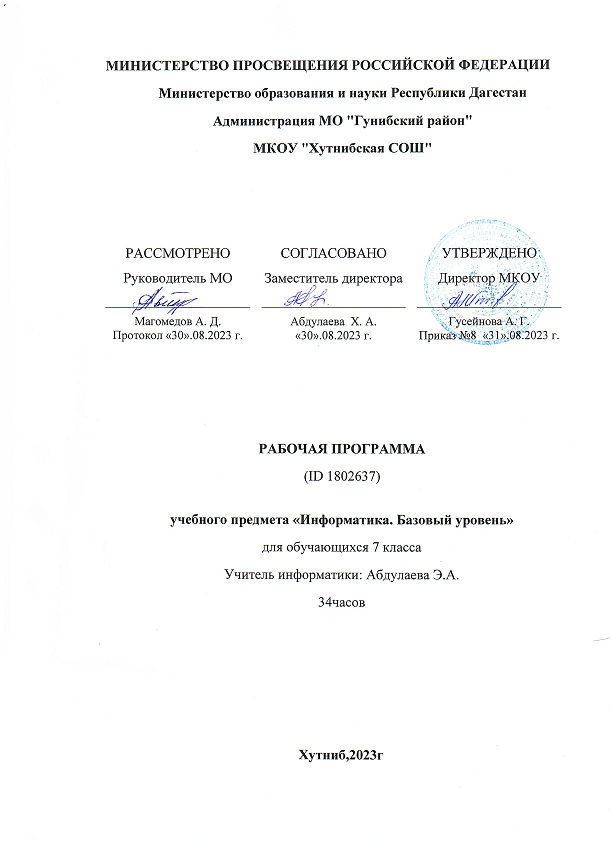 МИНИСТЕРСТВО ПРОСВЕЩЕНИЯ РОССИЙСКОЙ ФЕДЕРАЦИИ
Министерство образования и науки Республики Дагестан
Администрация МО "Гунибский район"
МКОУ "Хутнибская СОШ"
РАССМОТРЕНО СОГЛАСОВАНО УТВЕРЖДЕНО
Руководитель МО Заместитель директора Директор МКОУ
Магомедов А. Д. Абдулаева Х. А. Гусейнова А. Г.
Протокол «30».08.2023 г. «30».08.2023 г. Приказ №8 «31».08.2023 г.
РАБОЧАЯ ПРОГРАММА
(ID 1802637)
учебного предмета «Информатика. Базовый уровень»
для обучающихся 7 класса
Учитель информатики: Абдулаева Э.А.
34часов
Хутниб,2023г